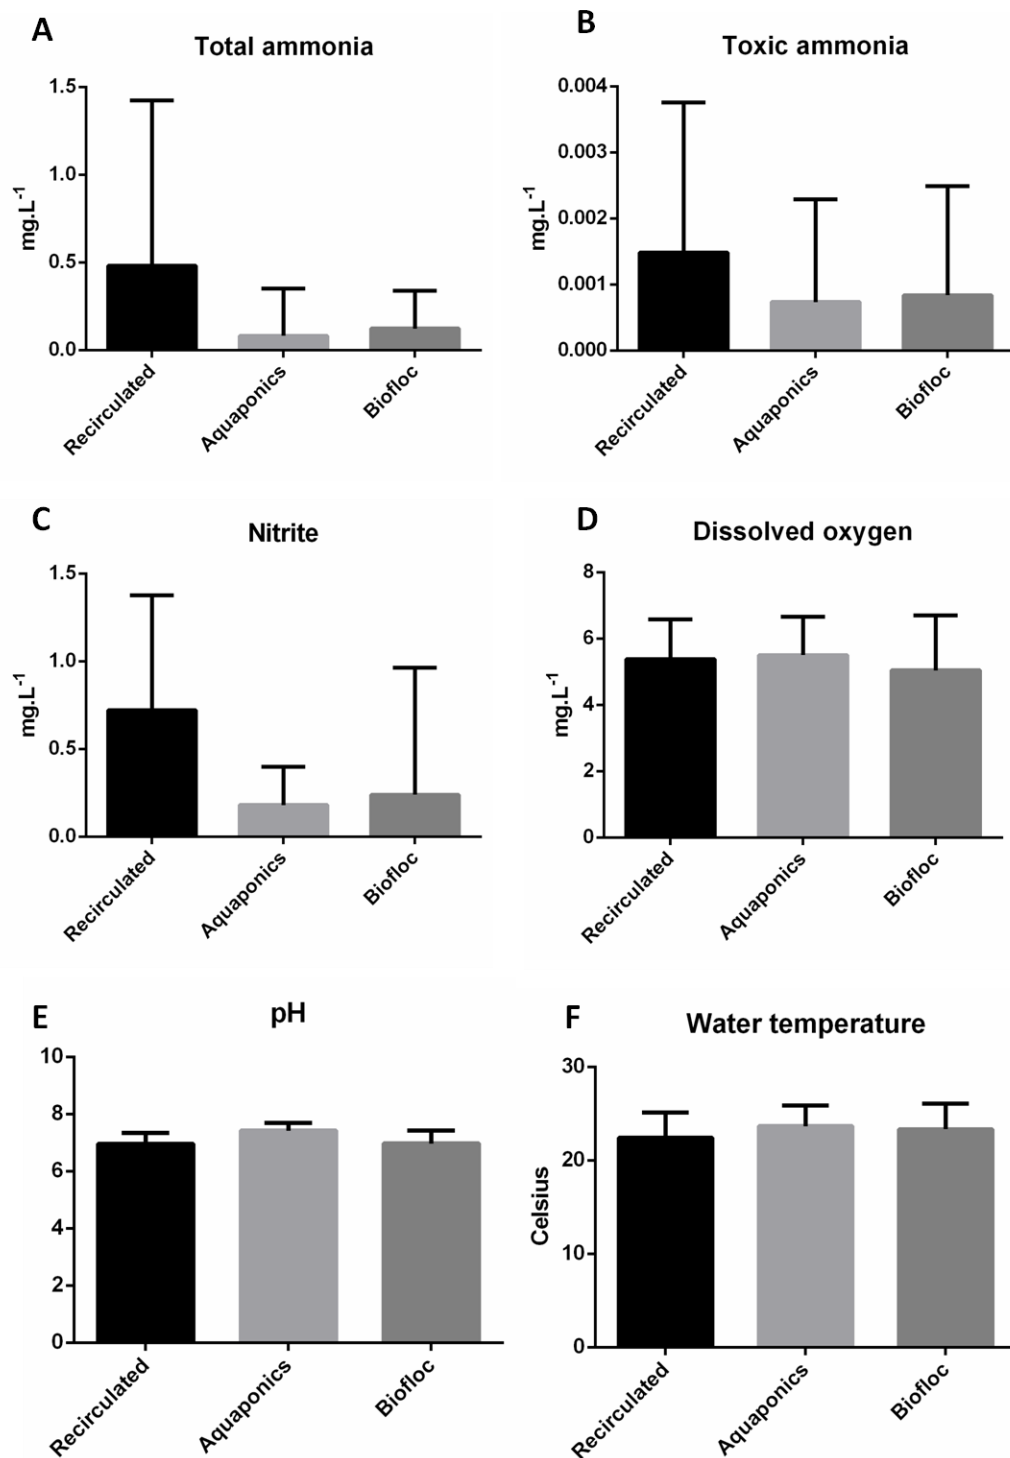 A
Total ammonia
1.5
1.0
0.5
0.0
mg.L-1
Recirculated
Aquaponics
Biofloc
B
Toxic ammonia
0.004
0.003
0.002
0.001
0.000
mg.L-1
Recirculated
Aquaponics
Biofloc
C
Nitrite
1.5
1.0
0.5
0.0
mg.L-1
Recirculated
Aquaponics
Biofloc
D
Dissolved oxygen
8
6
4
2
0
mg.L-1
Recirculated
Aquaponics
Biofloc
E
pH
10
8
6
4
2
0
Recirculated
Aquaponics
Biofloc
F
Water temperature
30
20
10
0
Celsius
Recirculated
Aquaponics
Biofloc